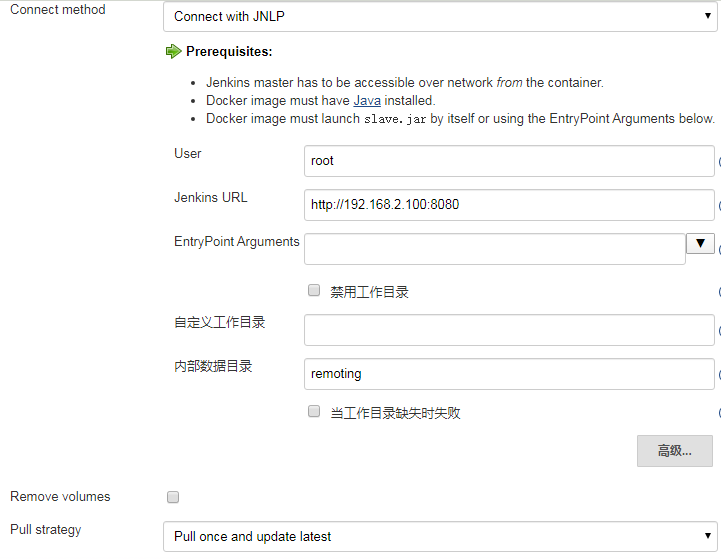 Connect method
Connect with JNLP
Prerequisites:
Jenkins master has to be accessible over network from the container.
Docker image must have Java installed.
Docker image must launch slave.jar by itself or using the EntryPoint Arguments below.
User
root
Jenkins URL
http://192.168.2.100:8080
EntryPoint Arguments
禁用工作目录
自定义工作目录
内部数据目录
remoting
当工作目录缺失时失败
高级...
Remove volumes
Pull strategy
Pull once and update latest